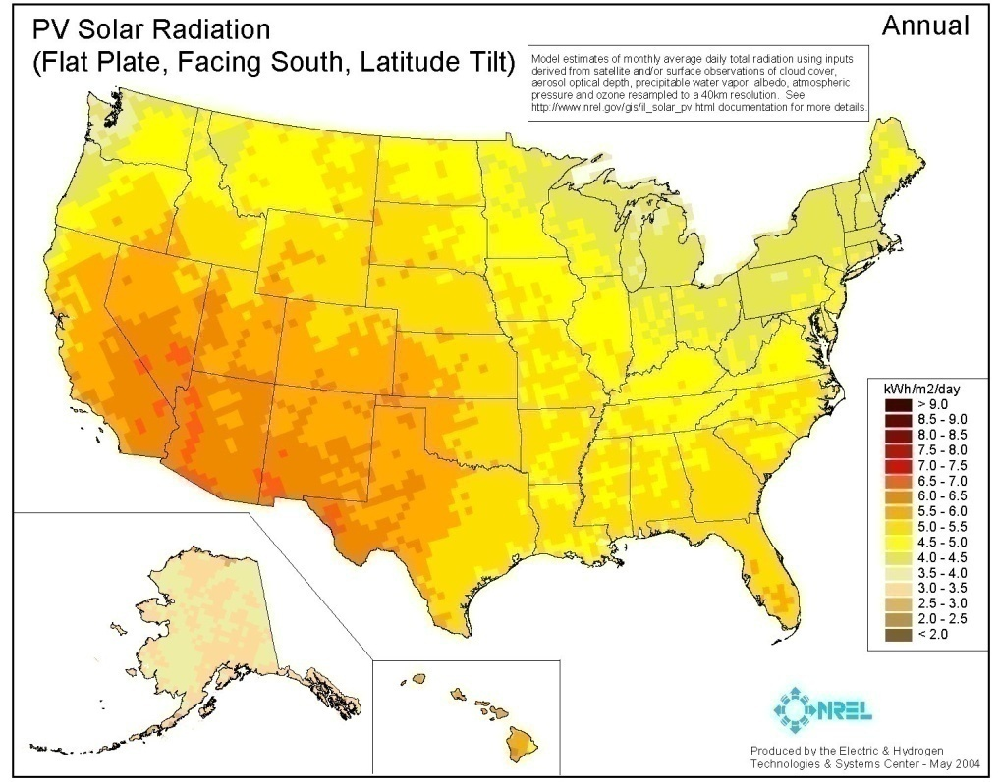 PV Solar Radiation
(Flat Plate, Facing South, Latitude Tilt)
Annual
Model estimates of monthly average daily total radiation using inputs
derived from satellite and/or surface observations of cloud cover,
aerosol optical depth, precipitable water vapor, albedo, atmospheric
pressure and ozone resampled to a 40km resolution. See
http://www.nrel.gov/gis/il_solar_pv.html documentation for more details.
kWh/m2/day
> 9.0
8.5 - 9.0
8.0 - 8.5
7.5 - 8.0
7.0 - 7.5
6.5 - 7.0
6.0 - 6.5
5.5 - 6.0
5.0 - 5.5
4.5 - 5.0
4.0 - 4.5
3.5 - 4.0
3.0 - 3.5
2.5 - 3.0
2.0 - 2.5
< 2.0
NREL
Produced by the Electric & Hydrogen
Technologies & Systems Center - May 2004